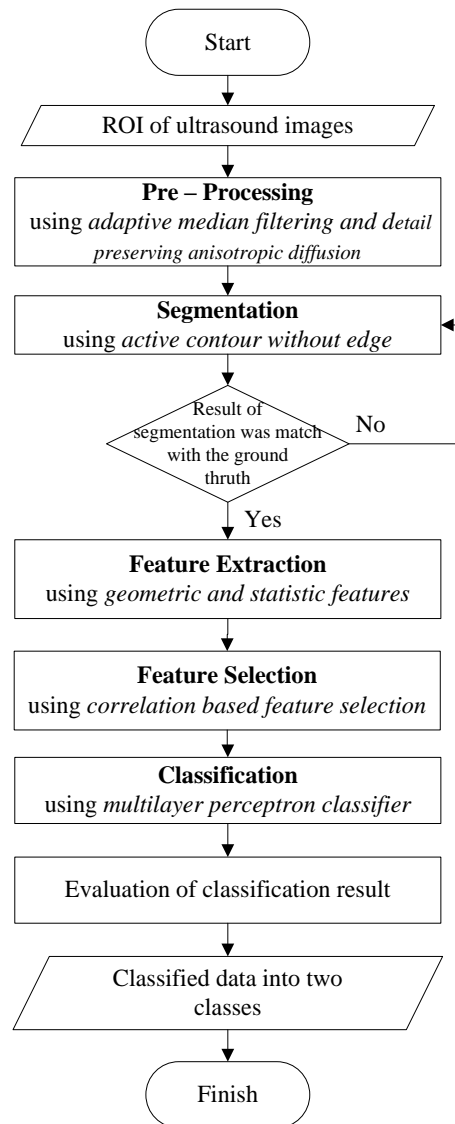 Start
ROI of ultrasound images
Pre – Processing
using adaptive median filtering and detail
preserving anisotropic diffusion
Segmentation
using active contour without edge
Result of
segmentation was match
with the ground
thruth
No
Yes
Feature Extraction
using geometric and statistic features
Feature Selection
using correlation based feature selection
Classification
using multilayer perceptron classifier
Evaluation of classification result
Classified data into two
classes
Finish